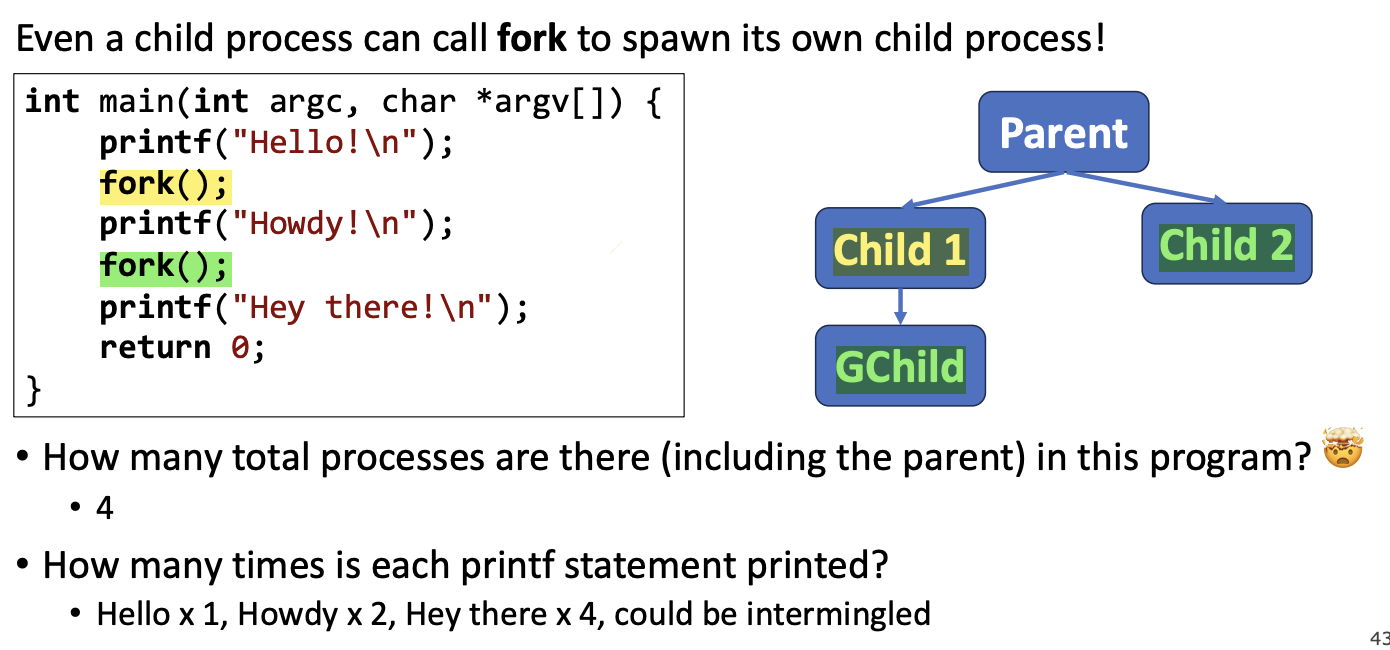 Even a child process can call fork to spawn its own child process!
int main(int argc, char *argv[]) {
    printf("Hello!\n");
    fork();
    printf("Howdy!\n");
    fork();
    printf("Hey there!\n");
    return 0;
}
Parent
Child 1
Child 2
GChild
• How many total processes are there (including the parent) in this program? 🤯
• 4
• How many times is each printf statement printed?
• Hello x 1, Howdy x 2, Hey there x 4, could be intermingled
43